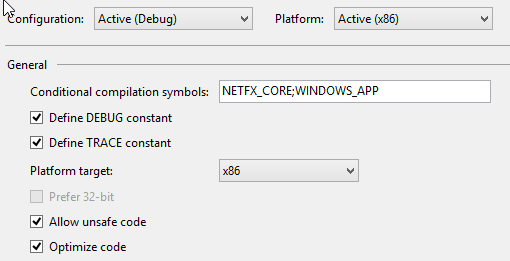 Configuration: Active (Debug) Platform: Active (x86)
General
Conditional compilation symbols: NETFX_CORE;WINDOWS_APP
Define DEBUG constant
Define TRACE constant
Platform target: x86
Prefer 32-bit
Allow unsafe code
Optimize code